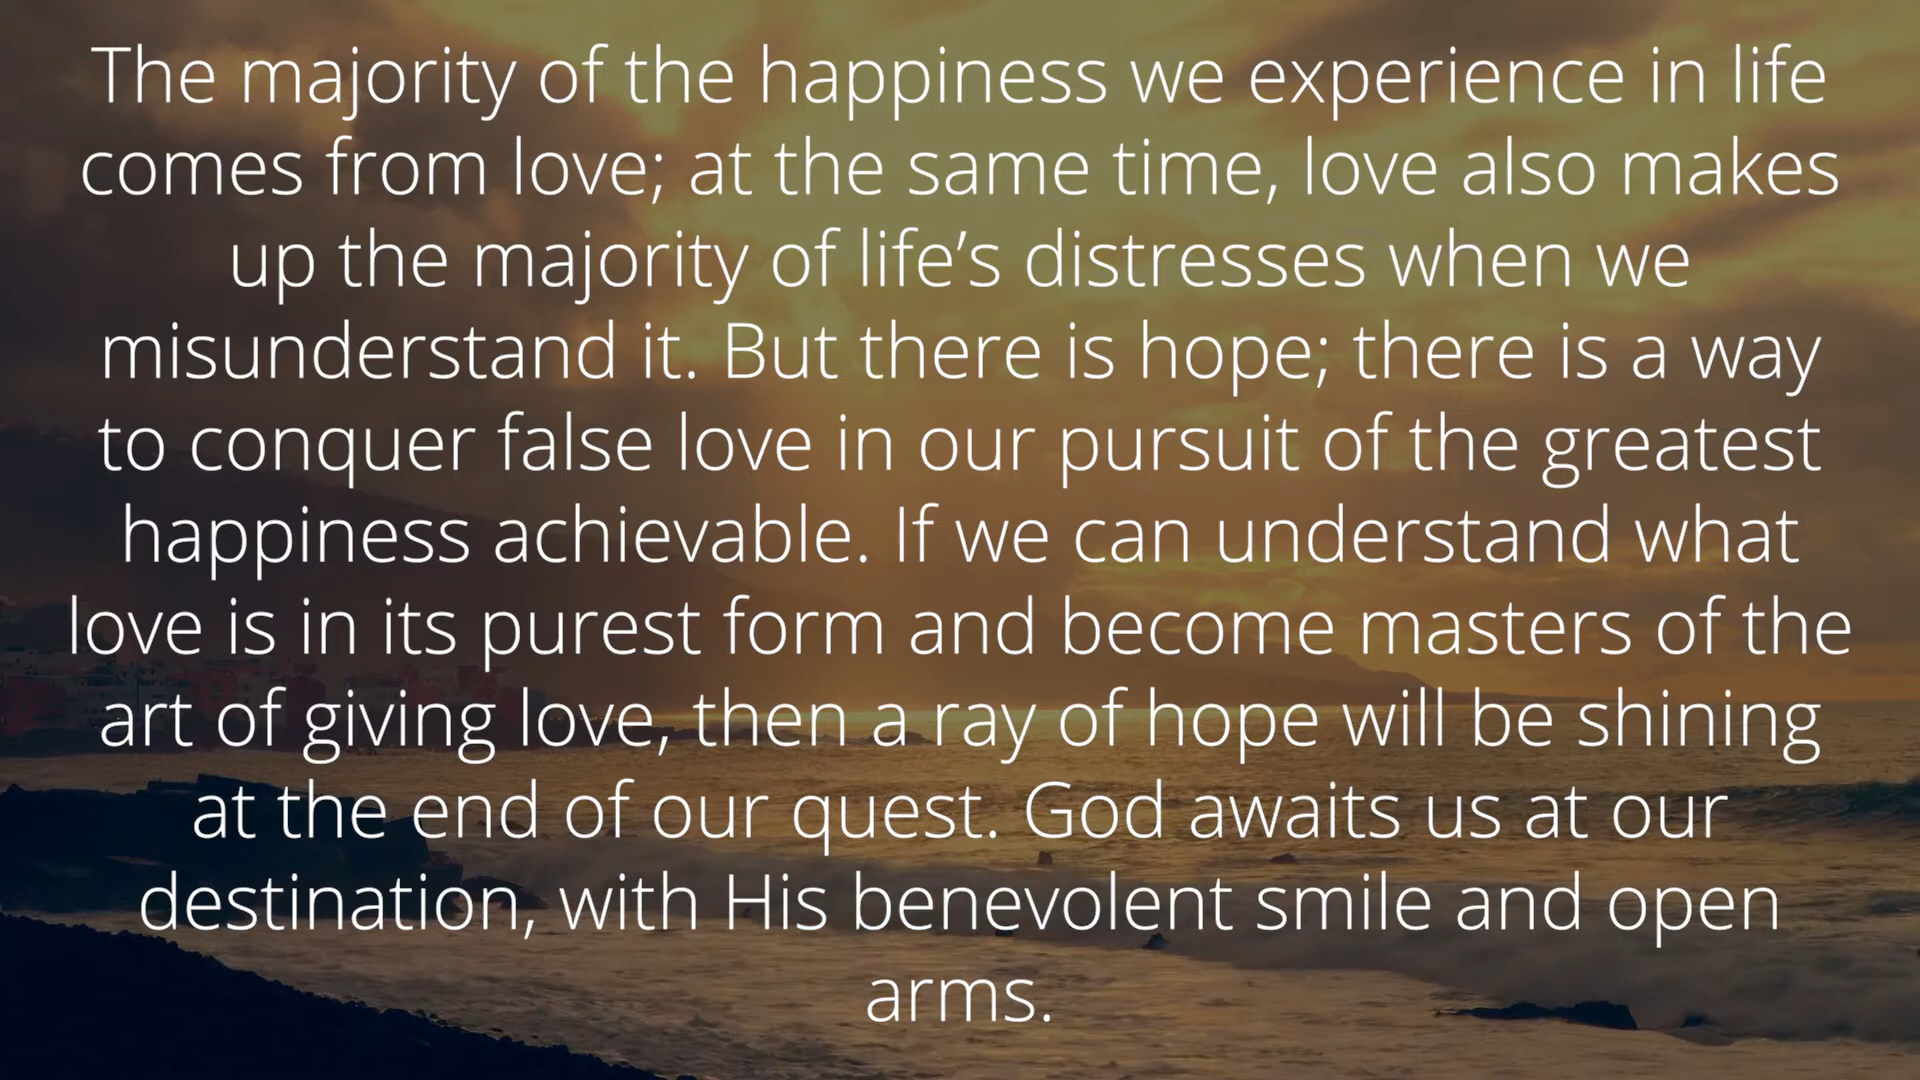 The majority of the happiness we experience in life
comes from love; at the same time, love also makes
up the majority of life’s distresses when we
misunderstand it. But there is hope; there is a way
to conquer false love in our pursuit of the greatest
happiness achievable. If we can understand what
love is in its purest form and become masters of the
art of giving love, then a ray of hope will be shining
at the end of our quest. God awaits us at our
destination, with His benevolent smile and open
arms.